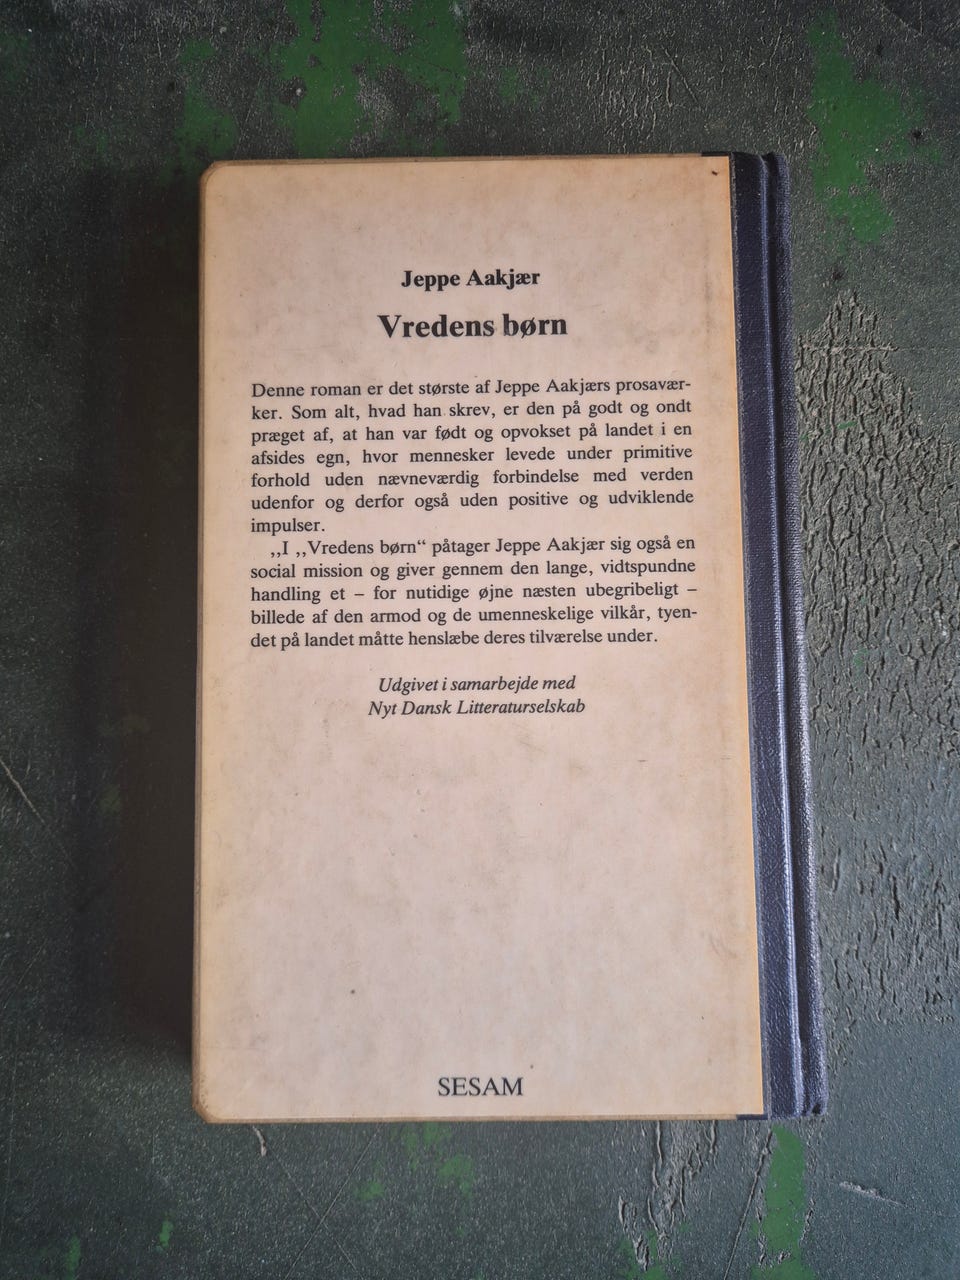 Jeppe Aakjær
Vredens børn
Denne roman er det største af Jeppe Aakjærs prosavær-
ker. Som alt, hvad han skrev, er den på godt og ondt
præget af, at han var født og opvokset på landet i en
afsides egn, hvor mennesker levede under primitive
forhold uden nævneværdig forbindelse med verden
udenfor og derfor også uden positive og udviklende
impulser.
„I „Vredens børn“ påtager Jeppe Aakjær sig også en
social mission og giver gennem den lange, vidtspundne
handling et – for nutidige øjne næsten ubegribeligt –
billede af den armod og de umenneskelige vilkår, tyen-
det på landet måtte henslæbe deres tilværelse under.
Udgivet i samarbejde med
Nyt Dansk Litteraturselskab
SESAM